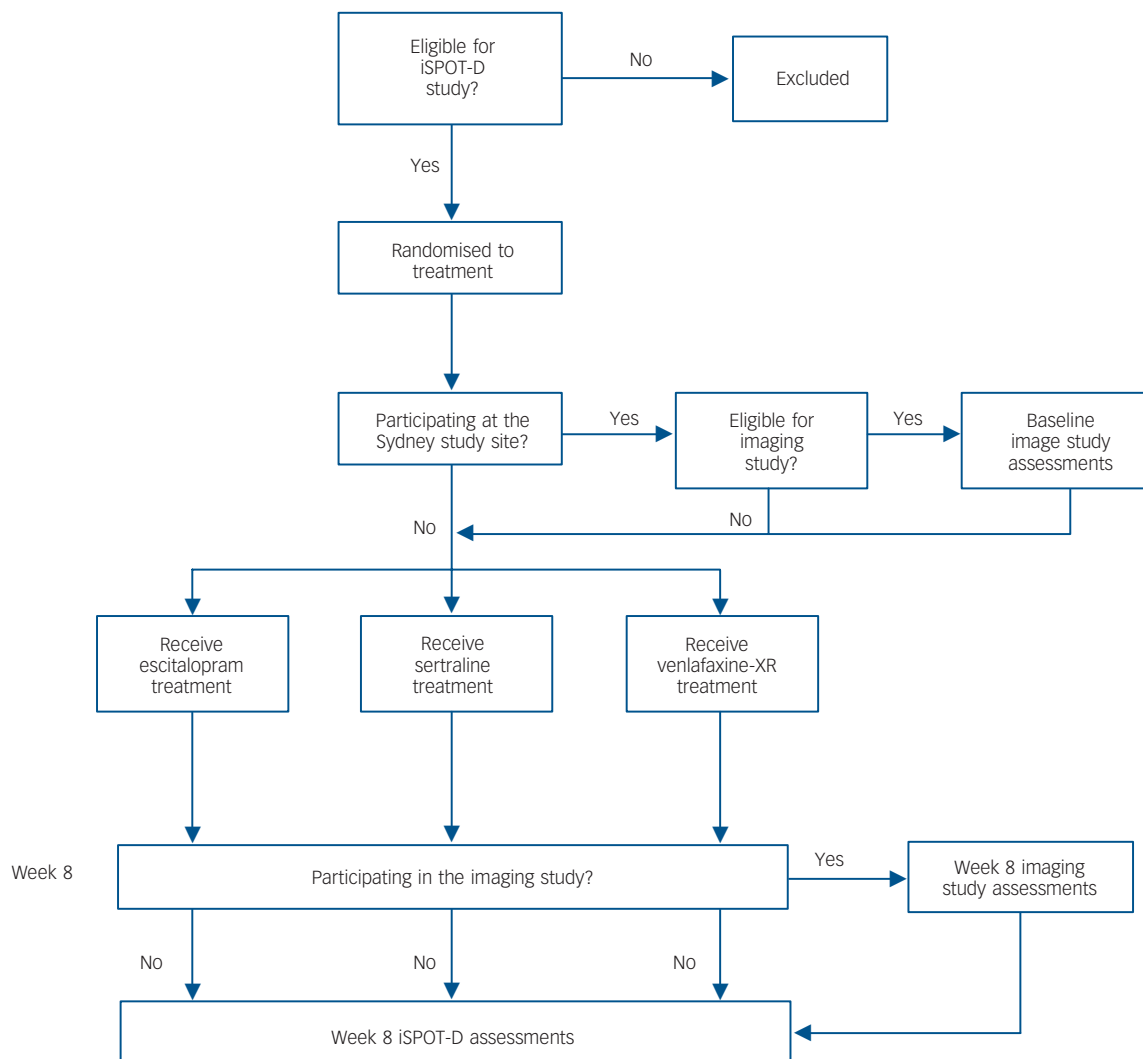 Eligible for
iSPOT-D
study?
No
Excluded
Yes
Randomised to
treatment
Participating at the
Sydney study site?
Yes
Eligible for
imaging
study?
Yes
Baseline
image study
assessments
No
No
Receive
escitalopram
treatment
Receive
sertraline
treatment
Receive
venlafaxine-XR
treatment
Week 8
Participating in the imaging study?
Yes
Week 8 imaging
study assessments
No
No
No
Week 8 iSPOT-D assessments